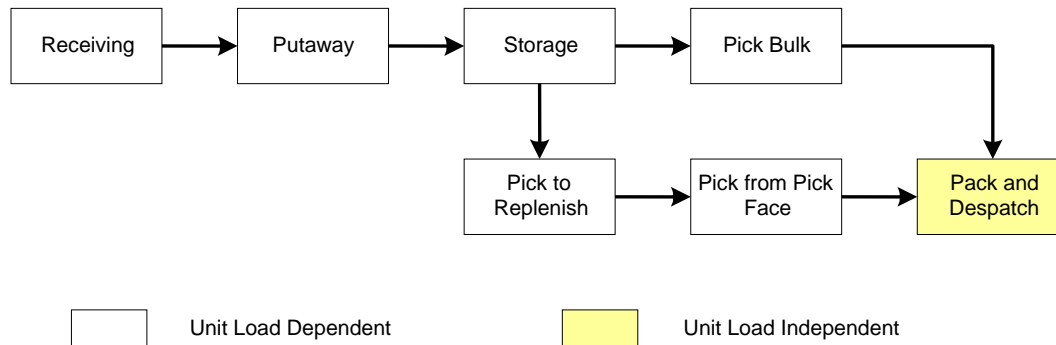 Receiving
Putaway
Storage
Pick Bulk
Pick to
Replenish
Pick from Pick
Face
Pack and
Despatch
Unit Load Dependent
Unit Load Independent